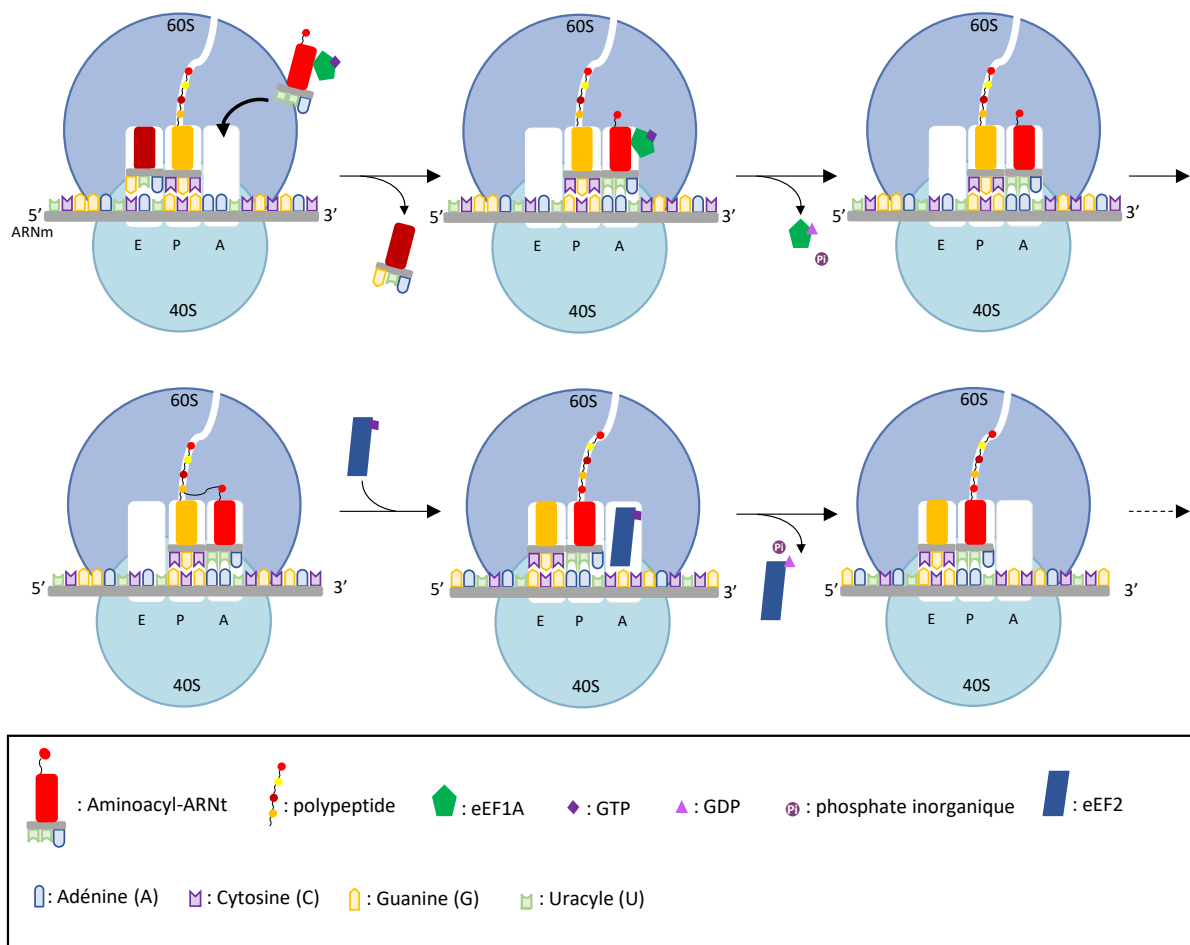 60S
60S
60S
5’
3’
5’
3’
5’
3’
ARNm
E P A
E P A
E P A
Pi
40S
40S
40S
60S
60S
60S
Pi
5’
3’
5’
3’
5’
3’
E P A
E P A
E P A
40S
40S
40S
: Aminoacyl-ARNt
: polypeptide
: eEF1A
: GTP
: GDP
Pi : phosphate inorganique
: eEF2
: Adénine (A)
: Cytosine (C)
: Guanine (G)
: Uracyle (U)